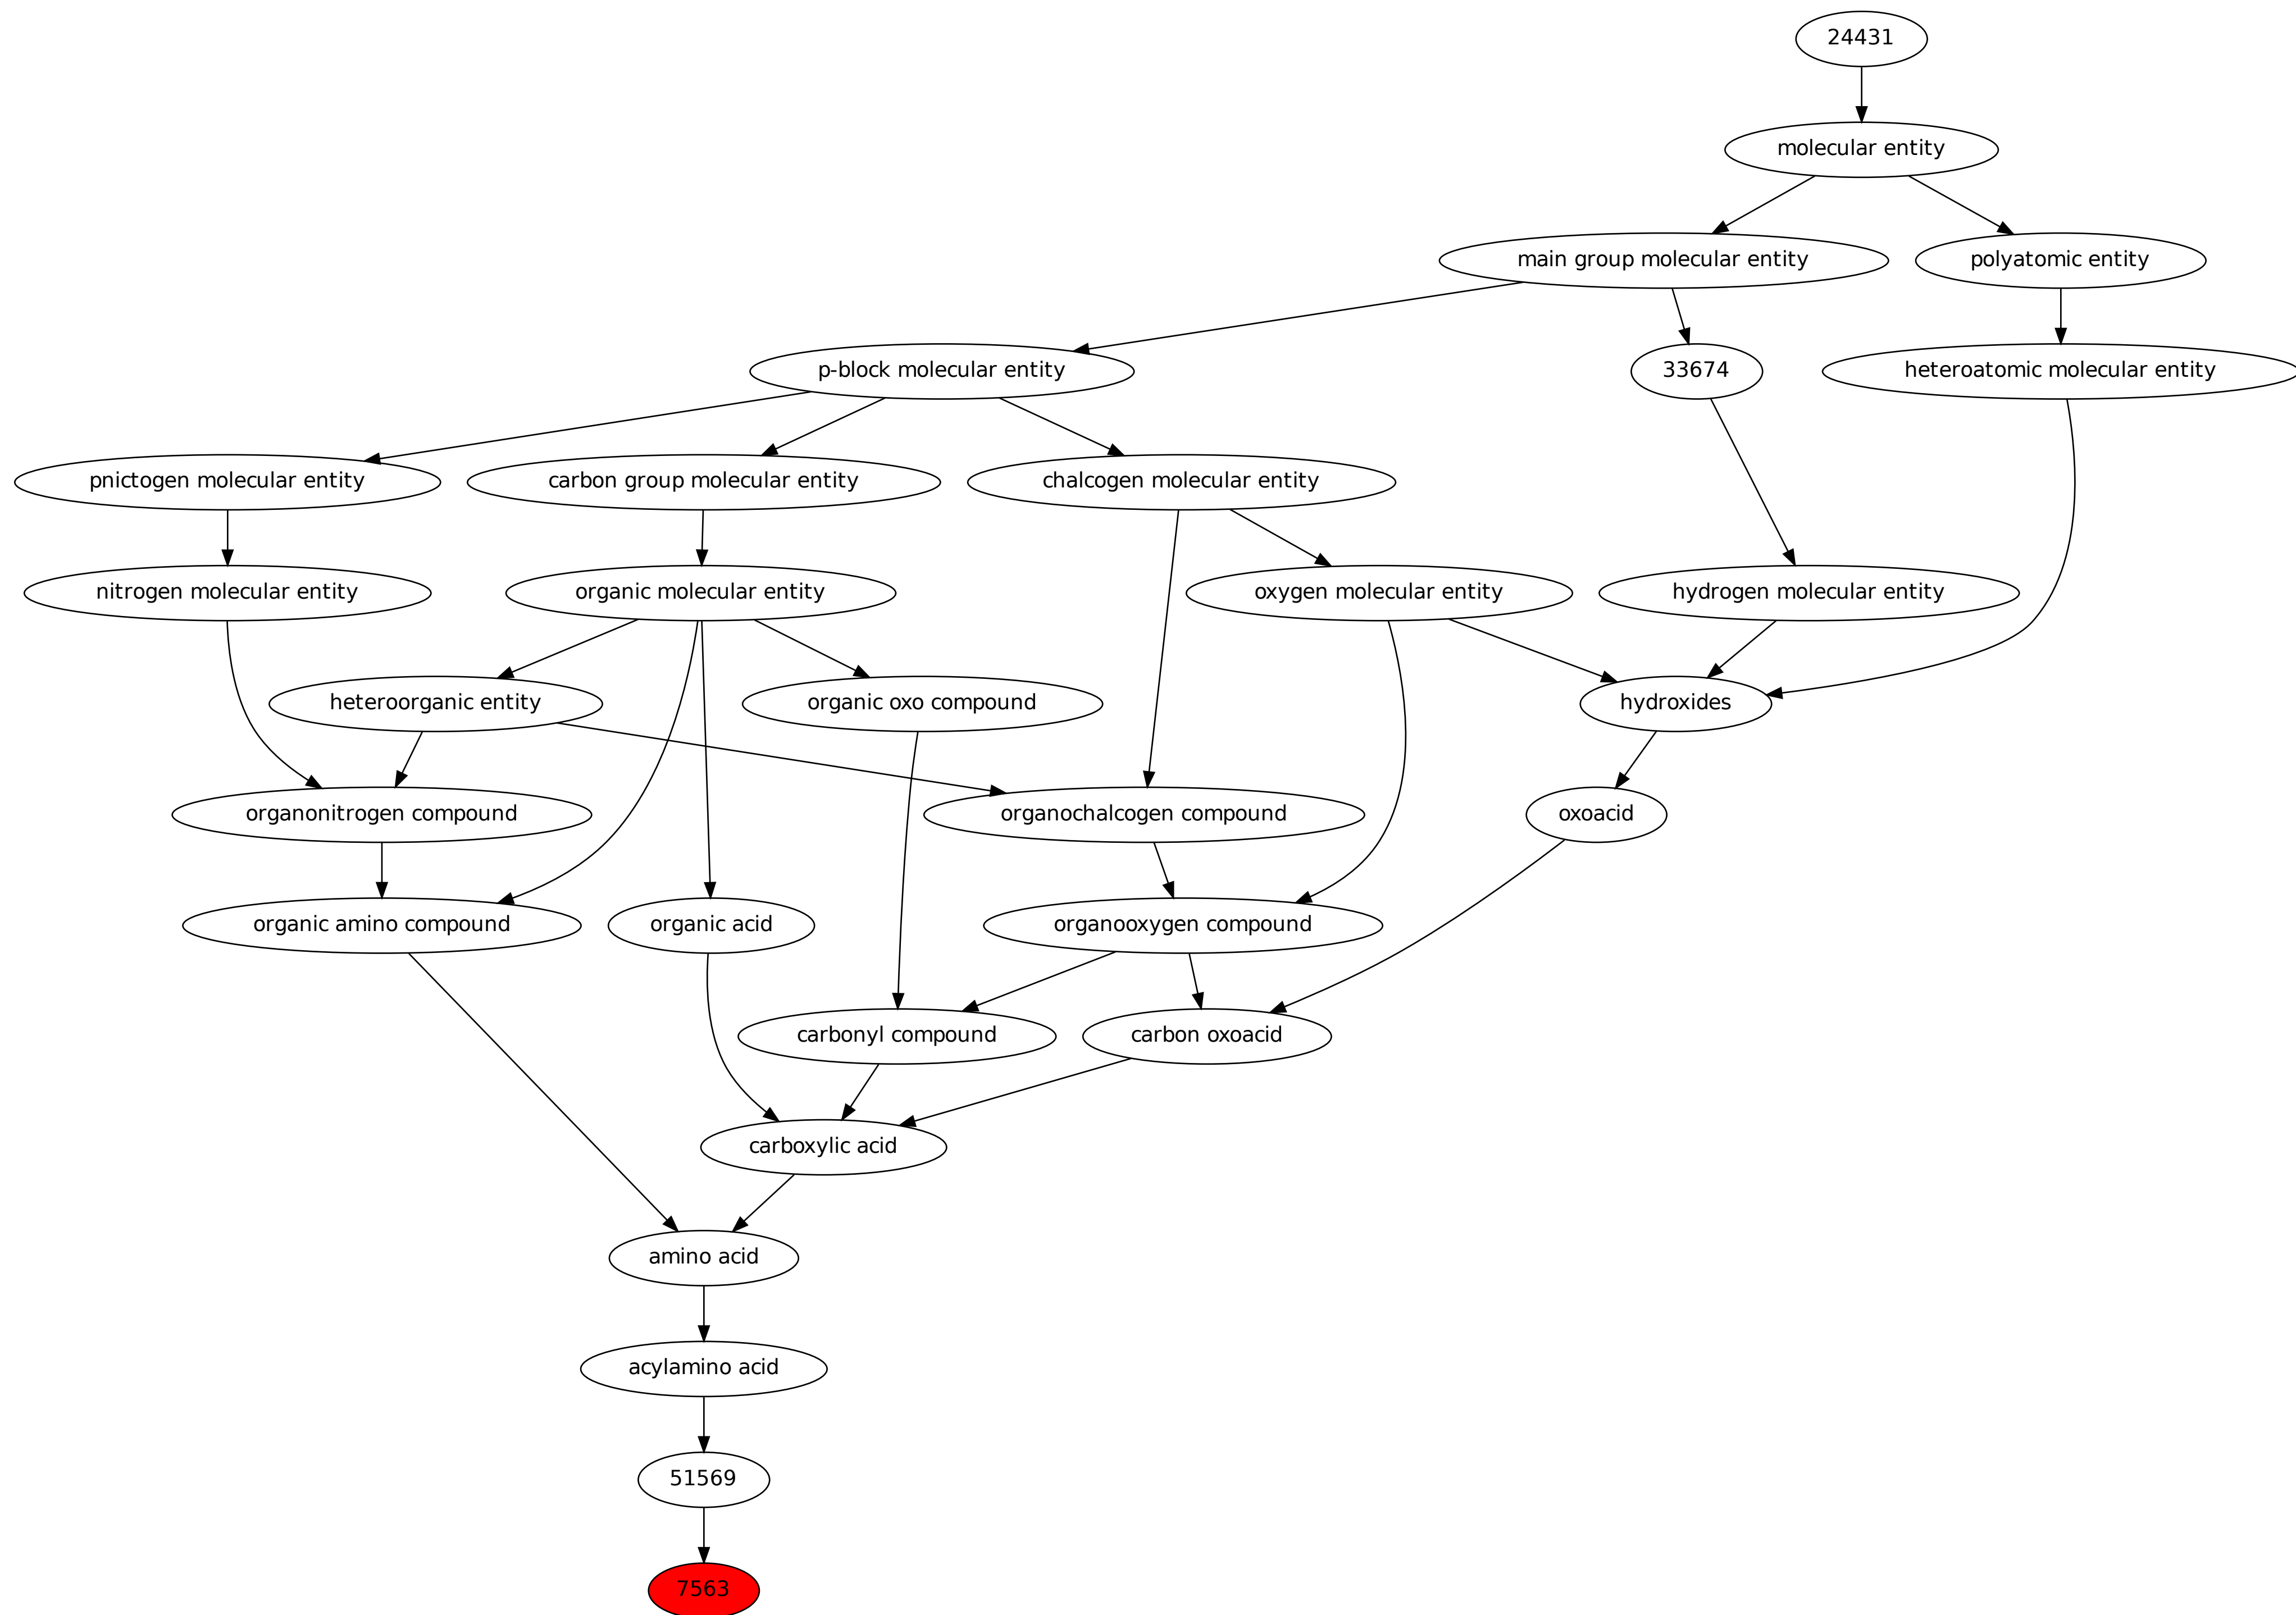 24431
molecular entity
main group molecular entity
polyatomic entity
p-block molecular entity
33674
heteroatomic molecular entity
pnictogen molecular entity
carbon group molecular entity
chalcogen molecular entity
nitrogen molecular entity
organic molecular entity
oxygen molecular entity
hydrogen molecular entity
heteroorganic entity
organic oxo compound
hydroxides
organonitrogen compound
organochalcogen compound
oxoacid
organic amino compound
organic acid
organooxygen compound
carbonyl compound
carbon oxoacid
carboxylic acid
amino acid
acylamino acid
51569
7563